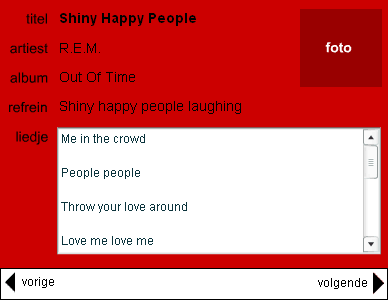 titel Shiny Happy People
foto
artiest R.E.M.
album Out Of Time
refrein Shiny happy people laughing
liedje
Me in the crowd
People people
Throw your love around
Love me love me
vorige
volgende